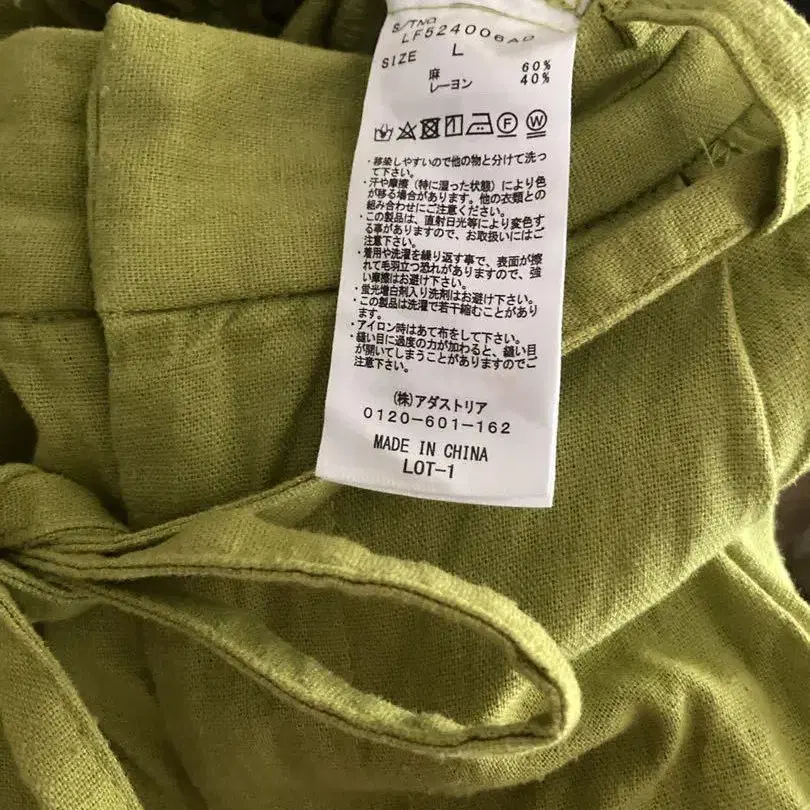 S/TNO
LF524006AD
SIZE L
麻 60%
レーヨン 40%
・移染しやすいので他の物と分けて洗っ
て下さい。
・汗や摩擦（特に湿った状態）により色
が移る場合があります。他の衣類との
組み合わせにご注意ください。
・この製品は、直射日光等により変色す
る事がありますので、お取扱いにはご
注意下さい。
・着用や洗濯を繰り返す事で、表面が擦
れて毛羽立つ恐れがありますので、強
い摩擦はお避け下さい。
・蛍光増白剤入り洗剤はお避け下さい。
・この製品は洗濯で若干縮むことがあり
ます。
・アイロン時はあて布をして下さい。
・縫い目に過度の力が加わると、縫い目
が開いてしまうことがありますのでご
注意下さい。
(株)アダストリア
0120-601-162
MADE IN CHINA
LOT-1